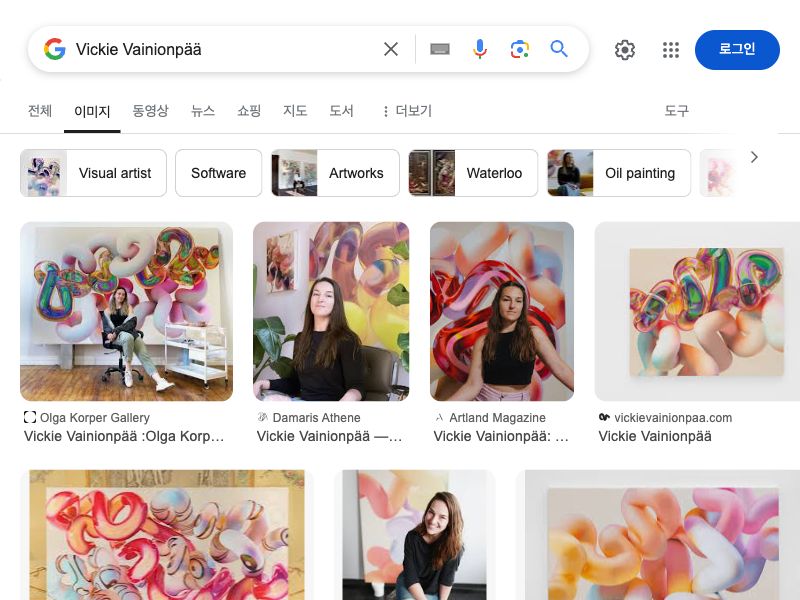 Vickie Vainionpää
로그인
전체 이미지 동영상 뉴스 쇼핑 지도 도서 더보기 도구
Visual artist Software Artworks Waterloo Oil painting
Olga Korper Gallery
Vickie Vainionpää :Olga Korp...
Damaris Athene
Vickie Vainionpää —...
Artland Magazine
Vickie Vainionpää: ...
vickievainionpaa.com
Vickie Vainionpää